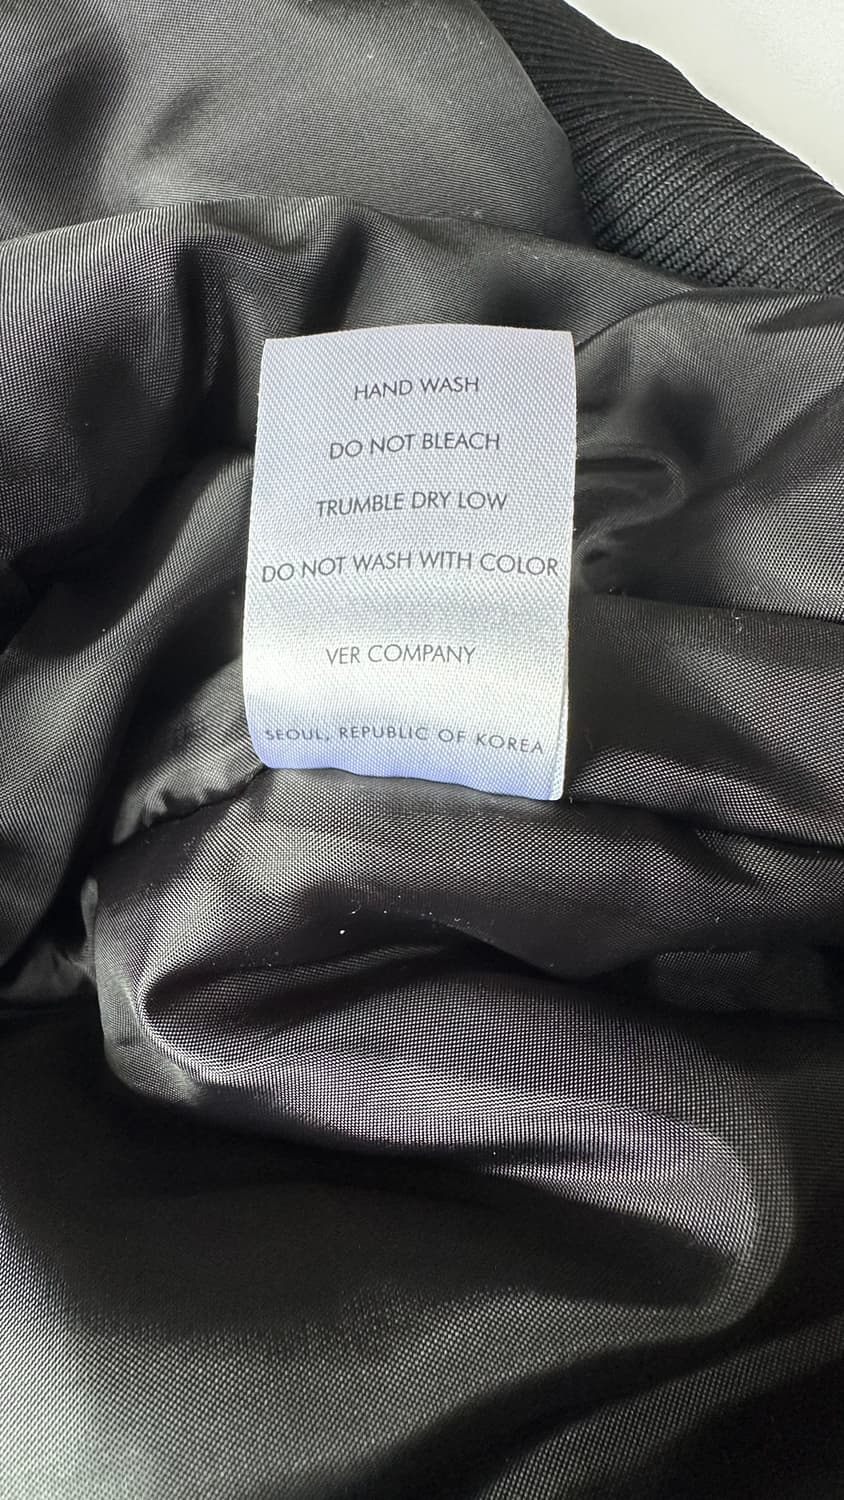 HAND WASH
DO NOT BLEACH
TRUMBLE DRY LOW
DO NOT WASH WITH COLOR
VER COMPANY
SEOUL, REPUBLIC OF KOREA